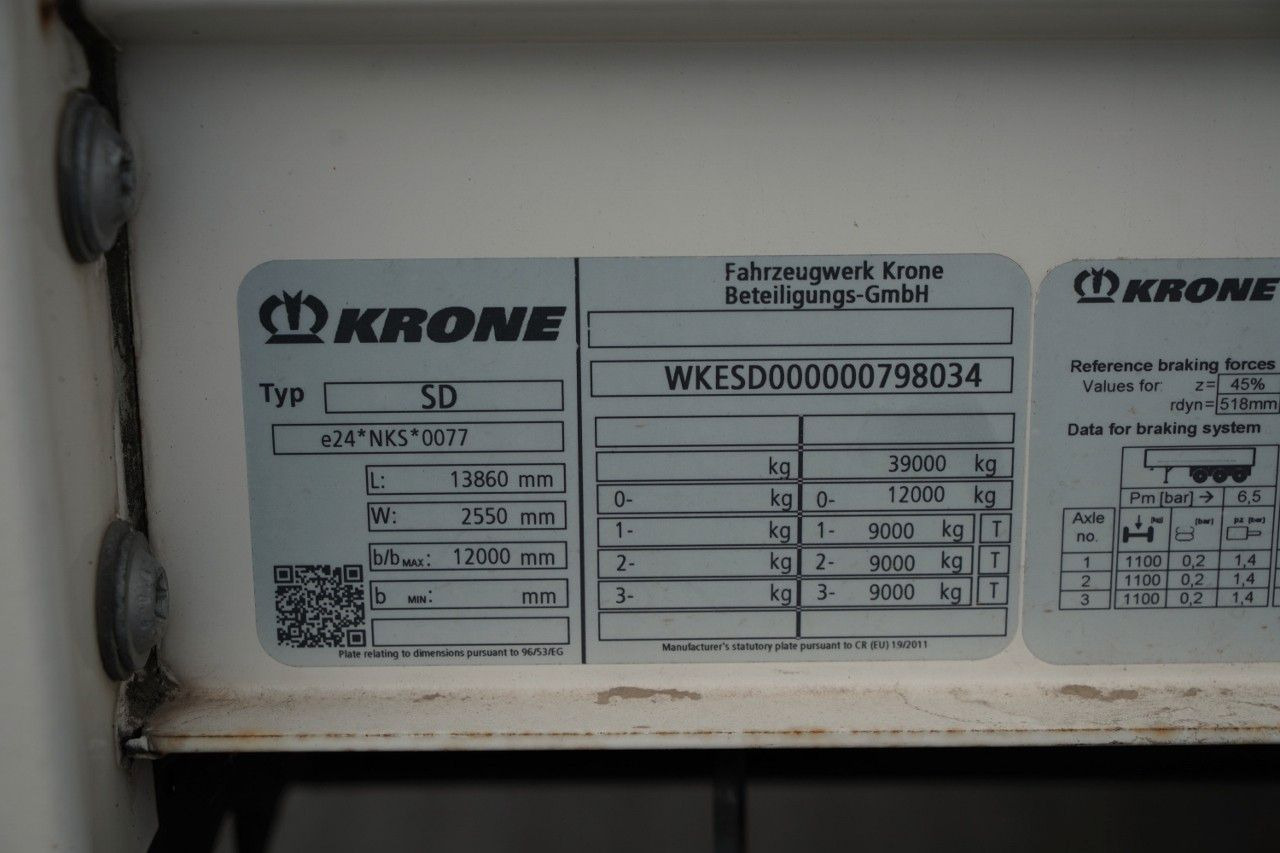 KRONE
Typ SD
e24*NKS*0077
L: 13860 mm
W: 2550 mm
b/bMAX: 12000 mm
b MIN: mm
Plate relating to dimensions pursuant to 96/53/EG
Fahrzeugwerk Krone
Beteiligungs-GmbH
WKESD000000798034
kg 39000 kg
0- kg 0- 12000 kg
1- kg 1- 9000 kg T
2- kg 2- 9000 kg T
3- kg 3- 9000 kg T
Manufacturer's statutory plate pursuant to CR (EU) 19/2011
KRONE
Reference braking forces
Values for: z= 45%
rdyn= 518mm
Data for braking system
Pm [bar] → 6,5
Axle no. [kg] [bar] pz [bar]
1 1100 0,2 1,4
2 1100 0,2 1,4
3 1100 0,2 1,4